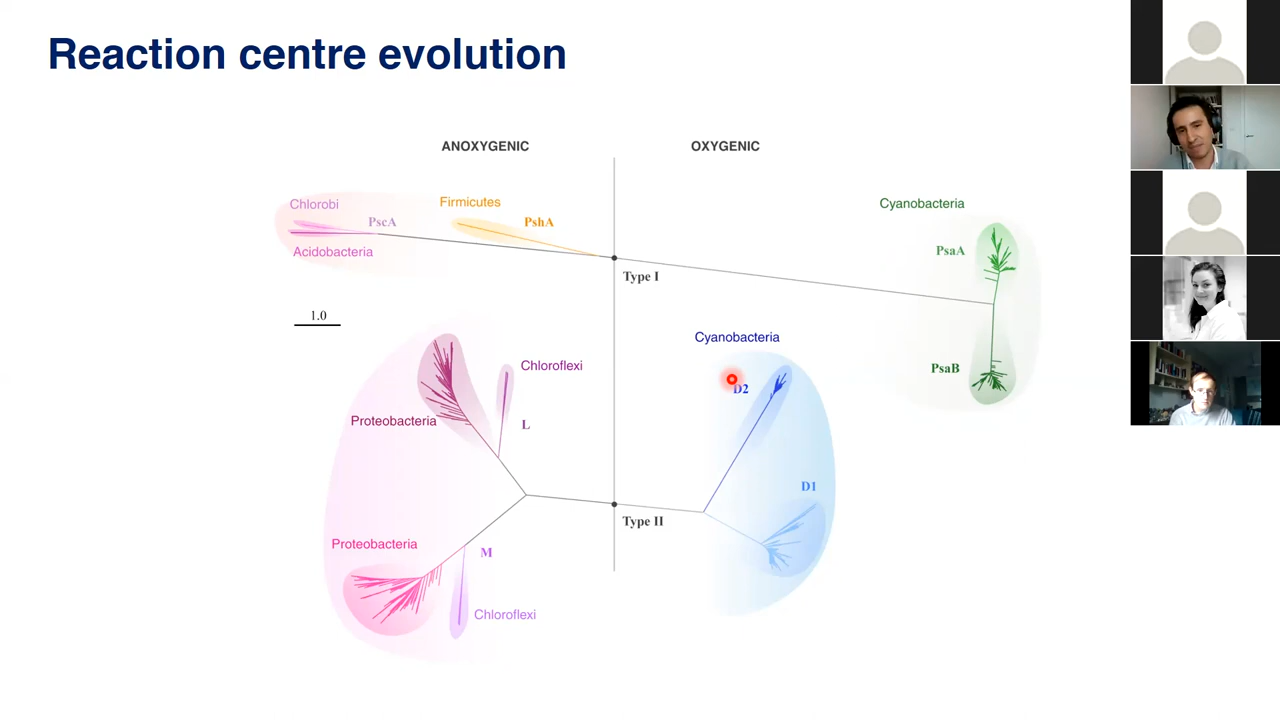 Reaction centre evolution
ANOXYGENIC
OXYGENIC
Chlorobi
PscA
Acidobacteria
Firmicutes
PshA
Type I
Cyanobacteria
PsaA
PsaB
1.0
Chloroflexi
L
Proteobacteria
Cyanobacteria
D2
D1
Type II
Proteobacteria
M
Chloroflexi